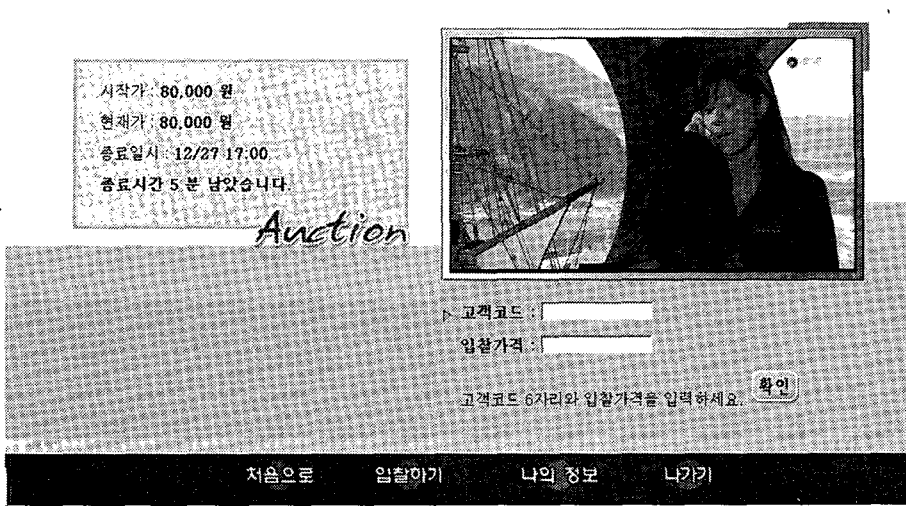 시작가 : 80,000 원
현재가 : 80,000 원
종료일시 : 12/27 17:00
종료시간 5 분 남았습니다.
Auction
▷ 고객코드 :
입찰가격 :
고객코드 6자리와 입찰가격을 입력하세요.
확인
처음으로 입찰하기 나의 정보 나가기